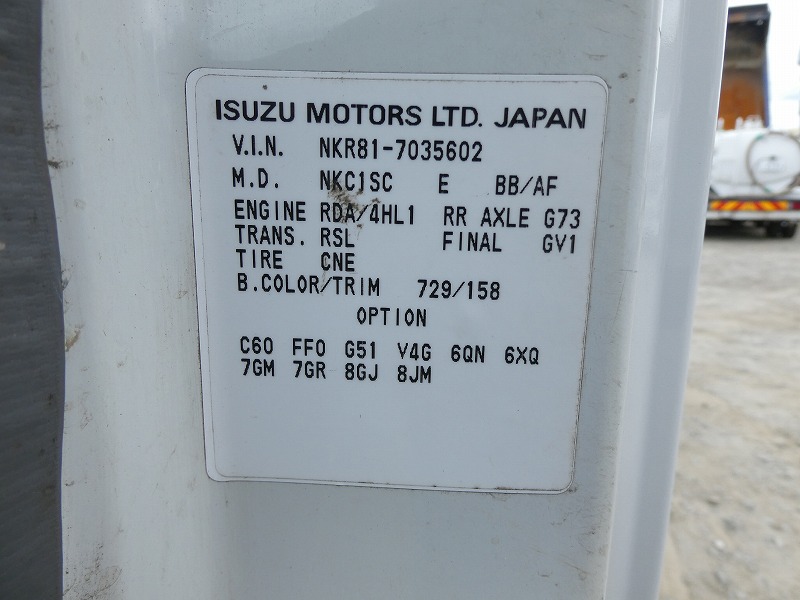 ISUZU MOTORS LTD. JAPAN
V.I.N. NKR81-7035602
M.D. NKC1SC E BB/AF
ENGINE RDA/4HL1 RR AXLE G73
TRANS. RSL FINAL GV1
TIRE CNE
B.COLOR/TRIM 729/158
OPTION
C60 FF0 G51 V4G 6QN 6XQ
7GM 7GR 8GJ 8JM